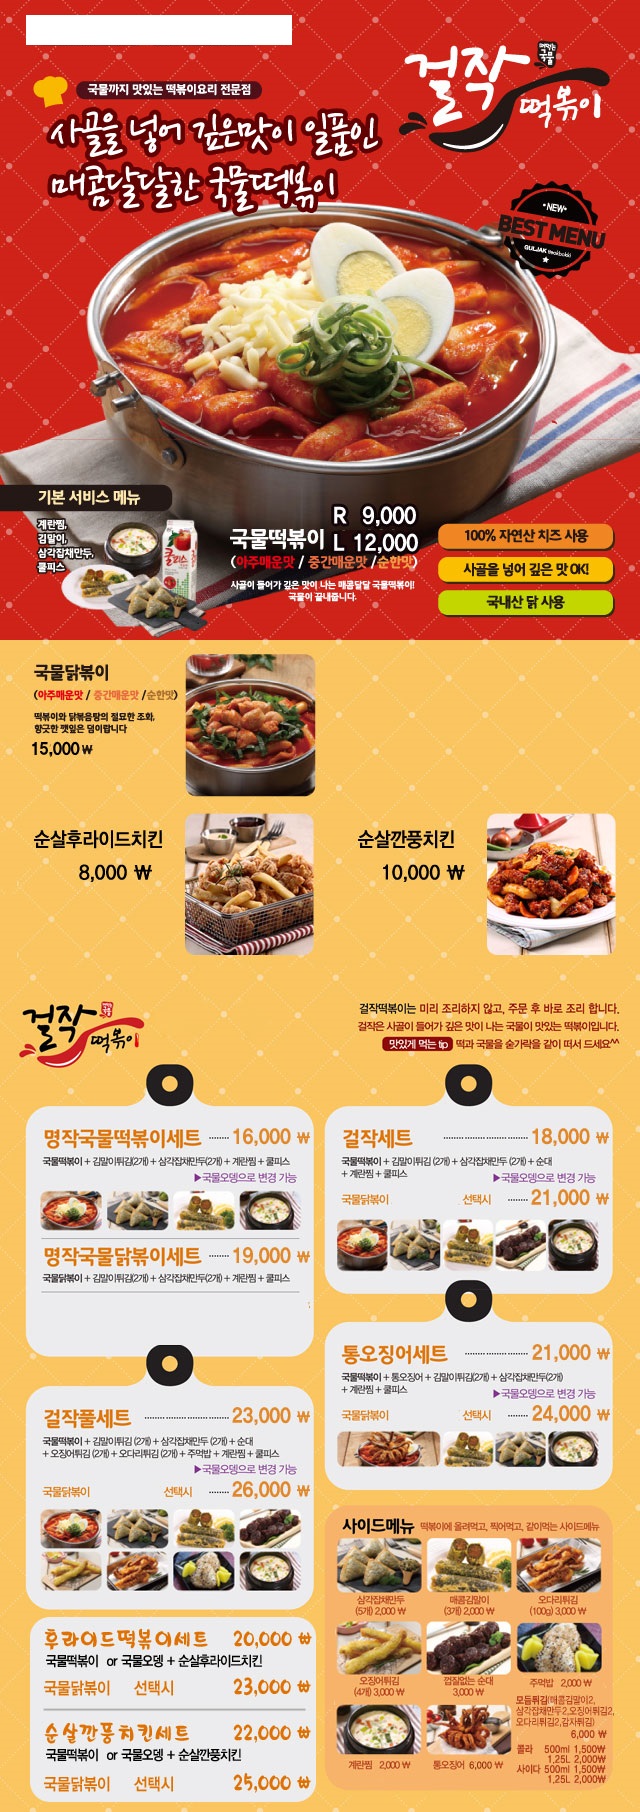 국물까지 맛있는 떡볶이요리 전문점
떠먹는 국물
걸작
떡볶이
사골을 넣어 깊은맛이 일품인
매콤달달한 국물떡볶이
• NEW •
BEST MENU
GULJAK tteokbokki
기본 서비스 메뉴
계란찜,
김말이,
삼각잡채만두,
쿨피스
쿨피스
국물떡볶이
R 9,000
L 12,000
(아주매운맛 / 중간매운맛 / 순한맛)
사골이 들어가 깊은 맛이 나는 매콤달달 국물떡볶이!
국물이 끝내줍니다.
100% 자연산 치즈 사용
사골을 넣어 깊은 맛 OK!
국내산 닭 사용
국물닭볶이
(아주매운맛 / 중간매운맛 /순한맛)
떡볶이와 닭볶음탕의 절묘한 조화,
향긋한 깻잎은 덤이랍니다
15,000 ₩
순살후라이드치킨
8,000 ₩
순살깐풍치킨
10,000 ₩
걸작
떡볶이
걸작떡볶이는 미리 조리하지 않고, 주문 후 바로 조리 합니다.
걸작은 사골이 들어가 깊은 맛이 나는 국물이 맛있는 떡볶이입니다.
맛있게 먹는 tip 떡과 국물을 숟가락을 같이 떠서 드세요^^
명작국물떡볶이세트 ········ 16,000 ₩
국물떡볶이 + 김말이튀김(2개) + 삼각잡채만두(2개) + 계란찜 + 쿨피스
▶국물오뎅으로 변경 가능
명작국물닭볶이세트 ········ 19,000 ₩
국물닭볶이 + 김말이튀김(2개) + 삼각잡채만두(2개) + 계란찜 + 쿨피스
걸작세트 ········ 18,000 ₩
국물떡볶이 + 김말이튀김 (2개) + 삼각잡채만두 (2개) + 순대
+ 계란찜 + 쿨피스
▶국물오뎅으로 변경 가능
국물닭볶이 선택시 ········ 21,000 ₩
통오징어세트 ········ 21,000 ₩
국물떡볶이 + 통오징어 + 김말이튀김(2개) + 삼각잡채만두(2개)
+ 계란찜 + 쿨피스
▶국물오뎅으로 변경 가능
국물닭볶이 선택시 ········ 24,000 ₩
걸작풀세트 ········ 23,000 ₩
국물떡볶이 + 김말이튀김 (2개) + 삼각잡채만두 (2개) + 순대
+ 오징어튀김 (2개) + 오다리튀김 (2개) + 주먹밥 + 계란찜 + 쿨피스
▶국물오뎅으로 변경 가능
국물닭볶이 선택시 ········ 26,000 ₩
후라이드떡볶이세트 20,000 ₩
국물떡볶이 or 국물오뎅 + 순살후라이드치킨
국물닭볶이 선택시 23,000 ₩
순살깐풍치킨세트 22,000 ₩
국물떡볶이 or 국물오뎅 + 순살깐풍치킨
국물닭볶이 선택시 25,000 ₩
사이드메뉴 떡볶이에 올려먹고, 찍어먹고, 같이먹는 사이드메뉴
삼각잡채만두
(5개) 2,000 ₩
매콤김말이
(3개) 2,000 ₩
오다리튀김
(100g) 3,000 ₩
오징어튀김
(4개) 3,000 ₩
껍질없는 순대
3,000 ₩
주먹밥 2,000 ₩
계란찜 2,000 ₩
통오징어 6,000 ₩
모듬튀김(매콤김말이2,
삼각잡채만두2,오징어튀김2,
오다리튀김2,감자튀김)
6,000 ₩
콜라 500ml 1,500₩
1,25L 2,000₩
사이다 500ml 1,500₩
1,25L 2,000₩